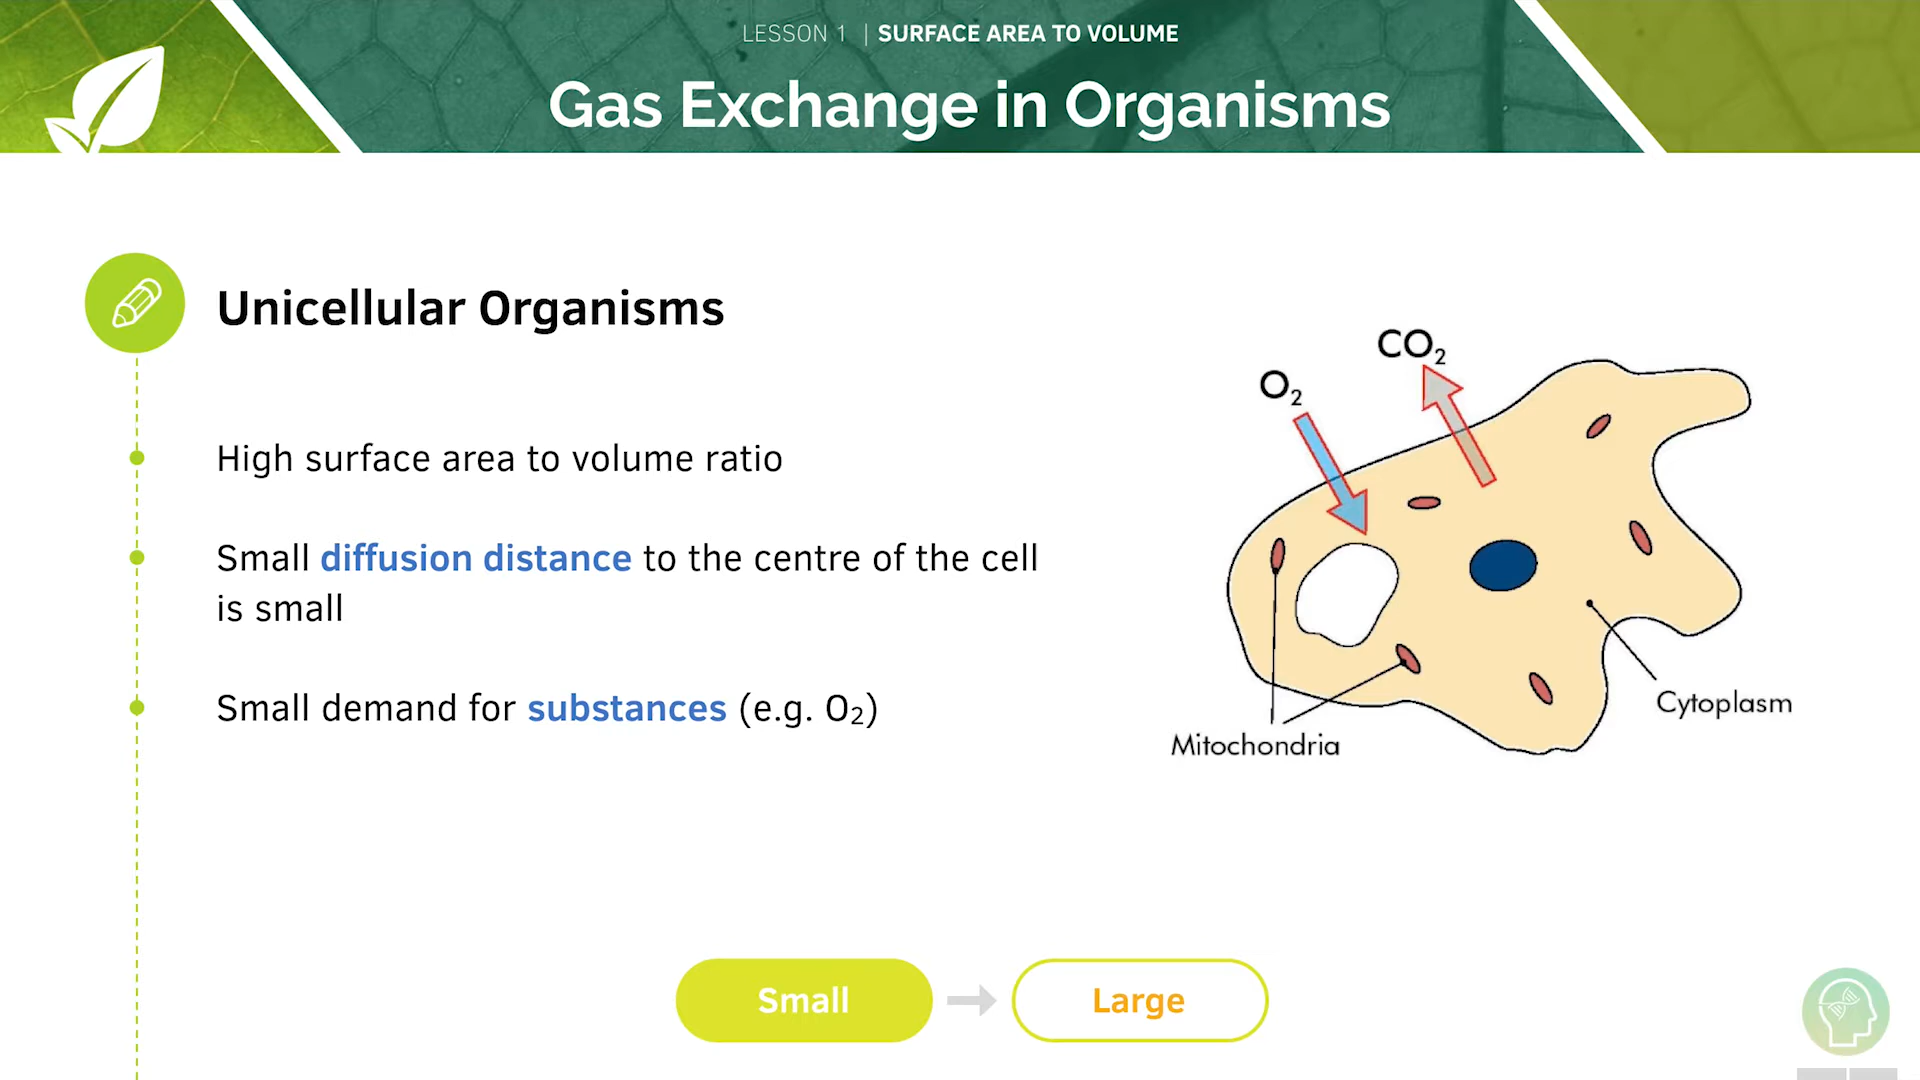 LESSON 1 | SURFACE AREA TO VOLUME
Gas Exchange in Organisms
Unicellular Organisms
High surface area to volume ratio
Small diffusion distance to the centre of the cell
is small
Small demand for substances (e.g. O₂)
CO₂
O₂
Cytoplasm
Mitochondria
Small
Large